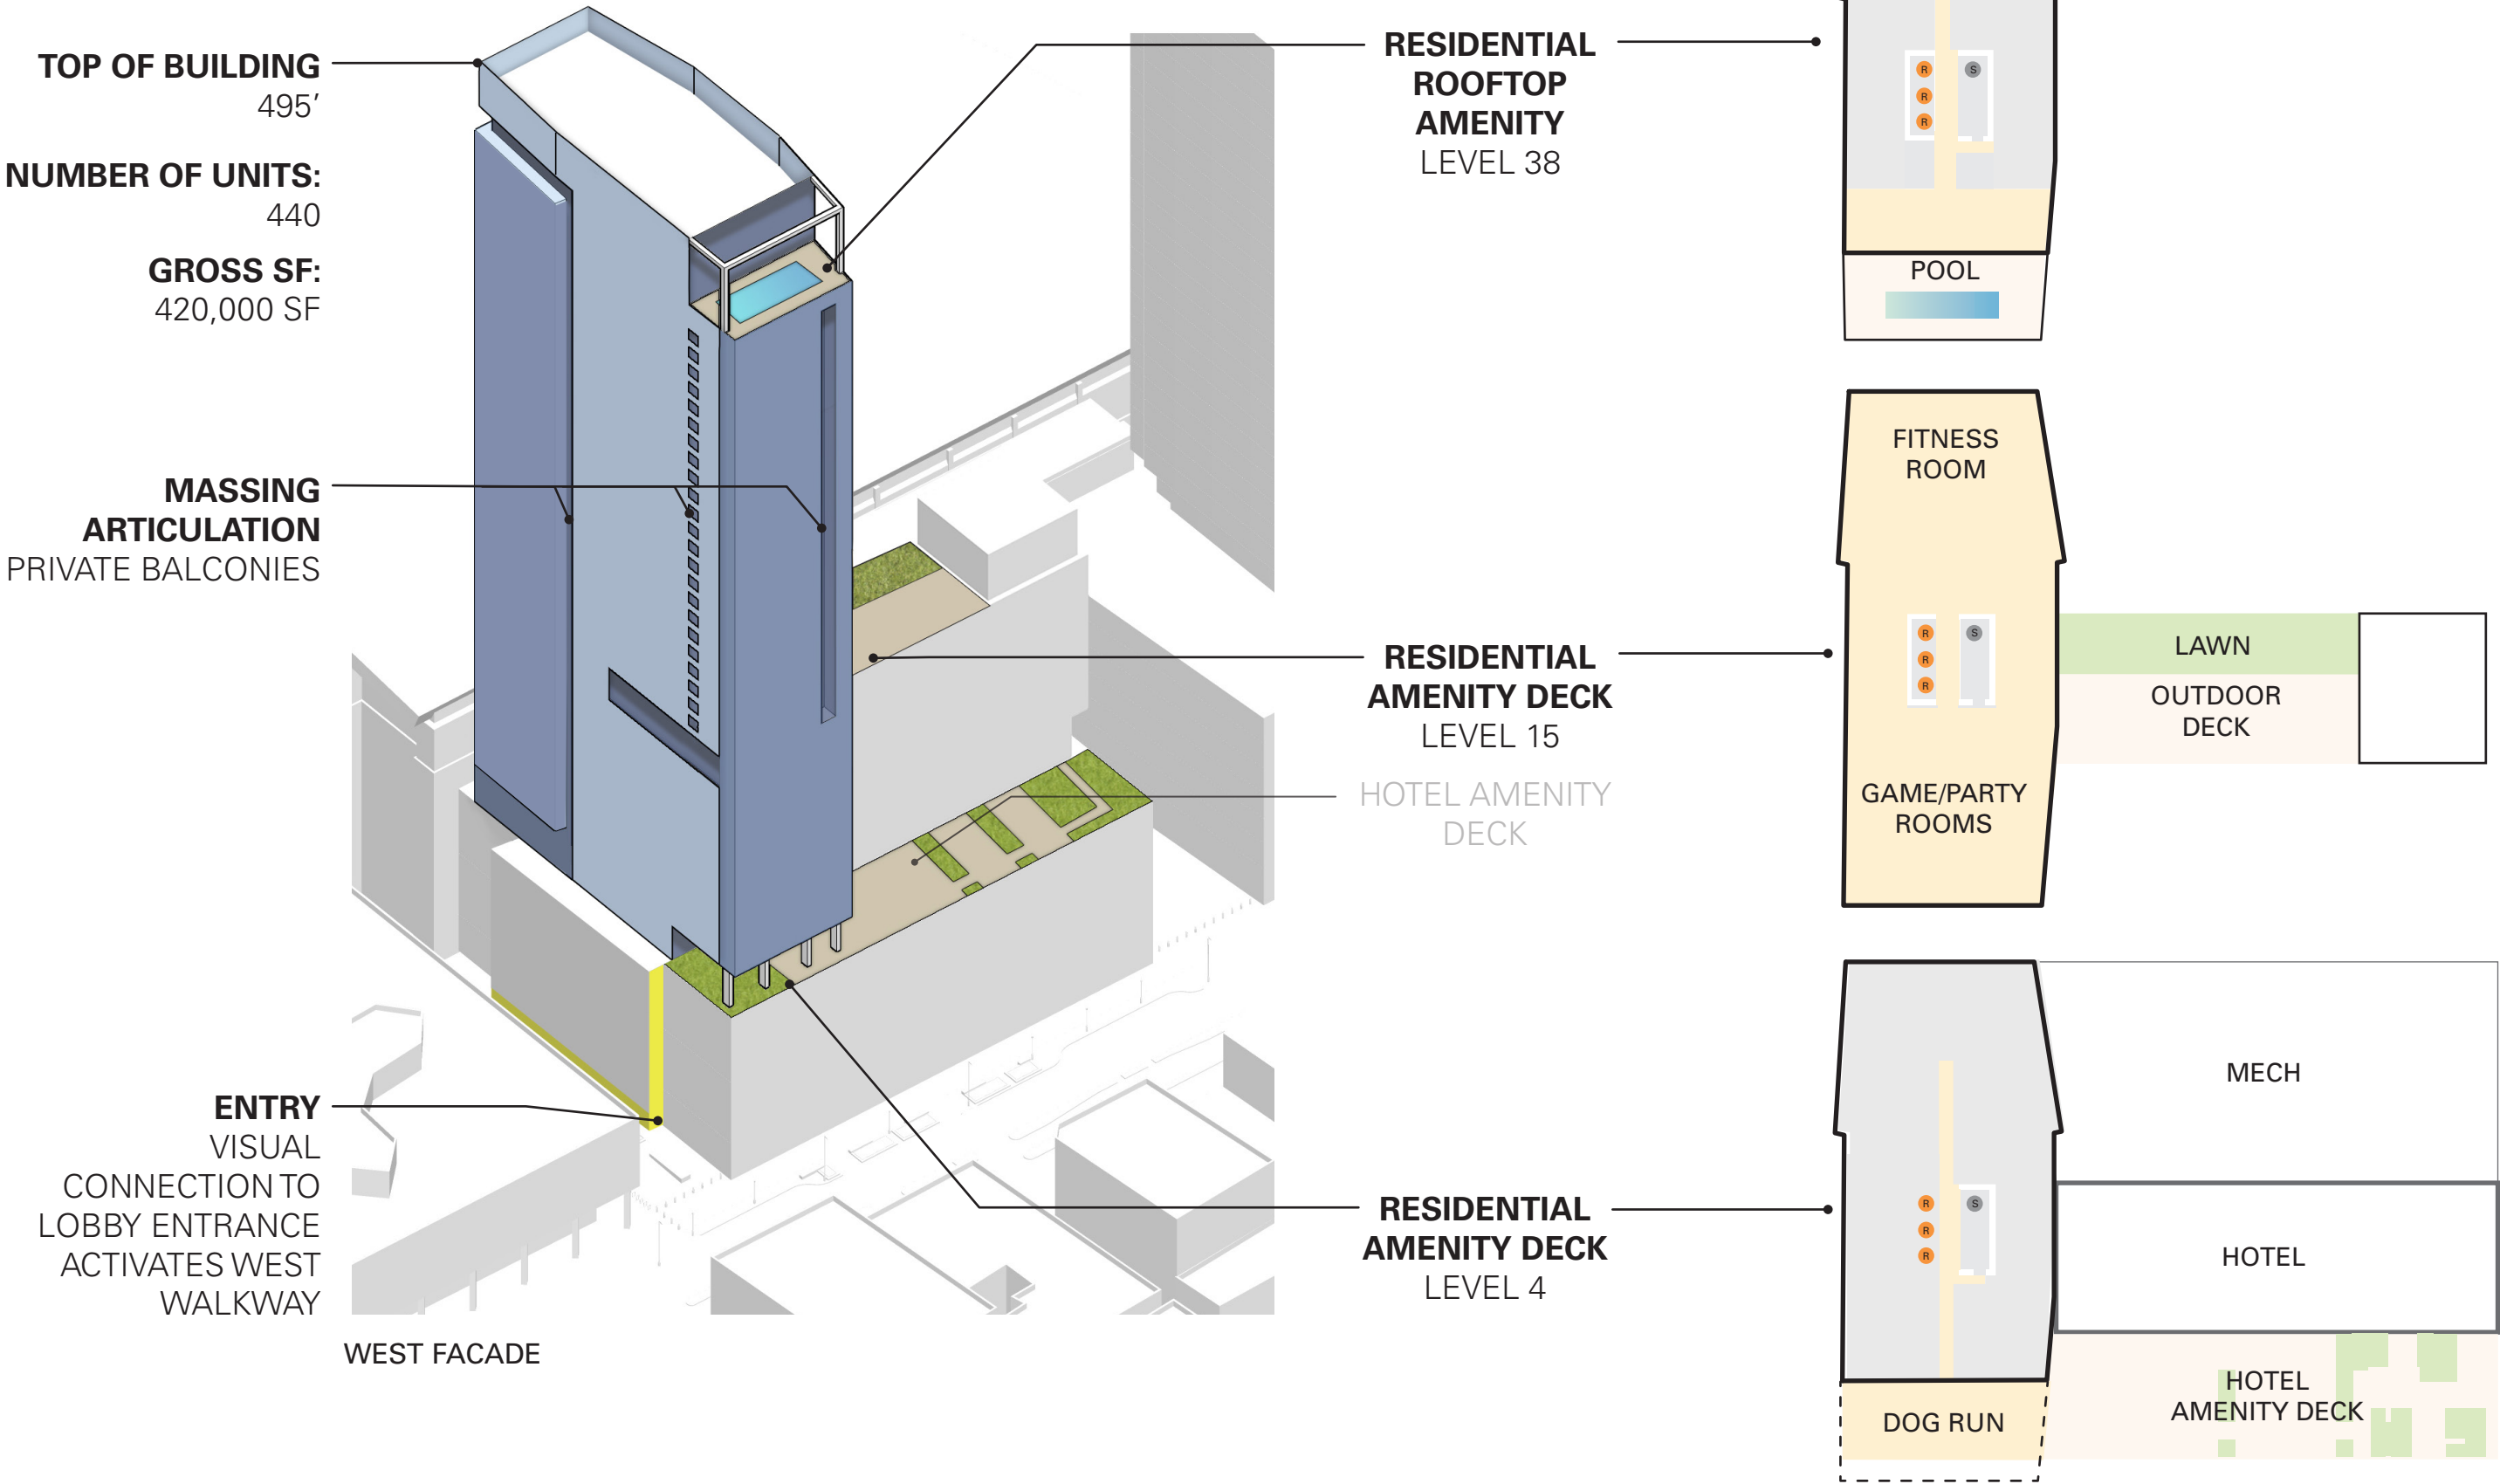 TOP OF BUILDING
495’
NUMBER OF UNITS:
440
GROSS SF:
420,000 SF
MASSING
ARTICULATION
PRIVATE BALCONIES
ENTRY
VISUAL
CONNECTION TO
LOBBY ENTRANCE
ACTIVATES WEST
WALKWAY
WEST FACADE
RESIDENTIAL
ROOFTOP
AMENITY
LEVEL 38
RESIDENTIAL
AMENITY DECK
LEVEL 15
HOTEL AMENITY
DECK
RESIDENTIAL
AMENITY DECK
LEVEL 4
R
S
R
R
POOL
FITNESS
ROOM
R
S
R
R
GAME/PARTY
ROOMS
LAWN
OUTDOOR
DECK
MECH
R
S
R
R
HOTEL
HOTEL
AMENITY DECK
DOG RUN